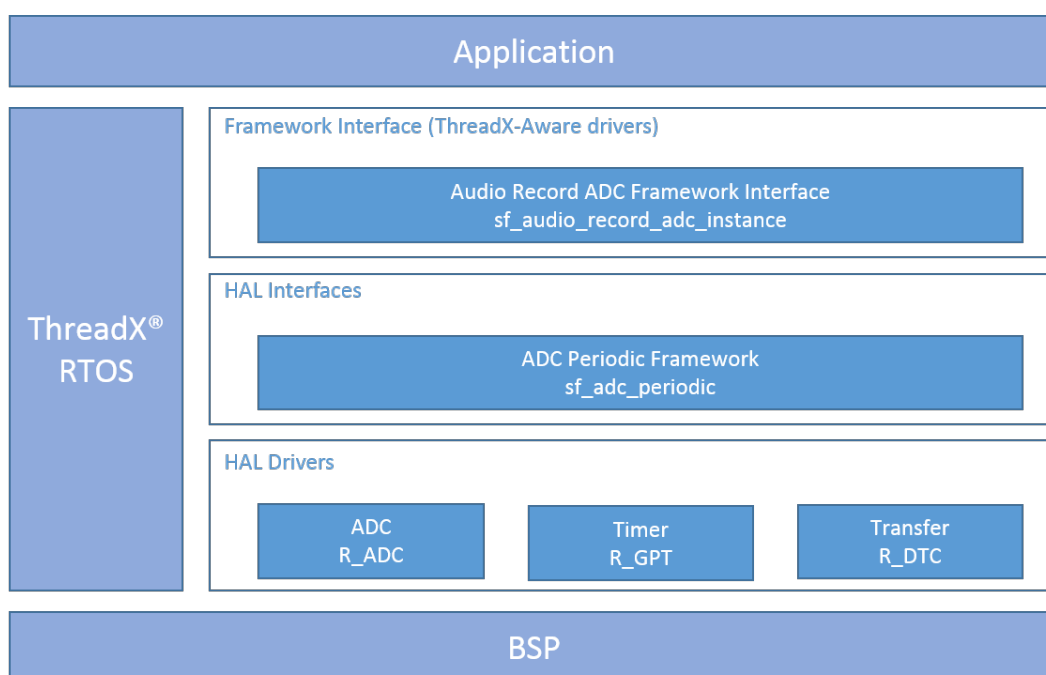 Application
ThreadX®
RTOS
Framework Interface (ThreadX-Aware drivers)
Audio Record ADC Framework Interface
sf_audio_record_adc_instance
HAL Interfaces
ADC Periodic Framework
sf_adc_periodic
HAL Drivers
ADC
R_ADC
Timer
R_GPT
Transfer
R_DTC
BSP